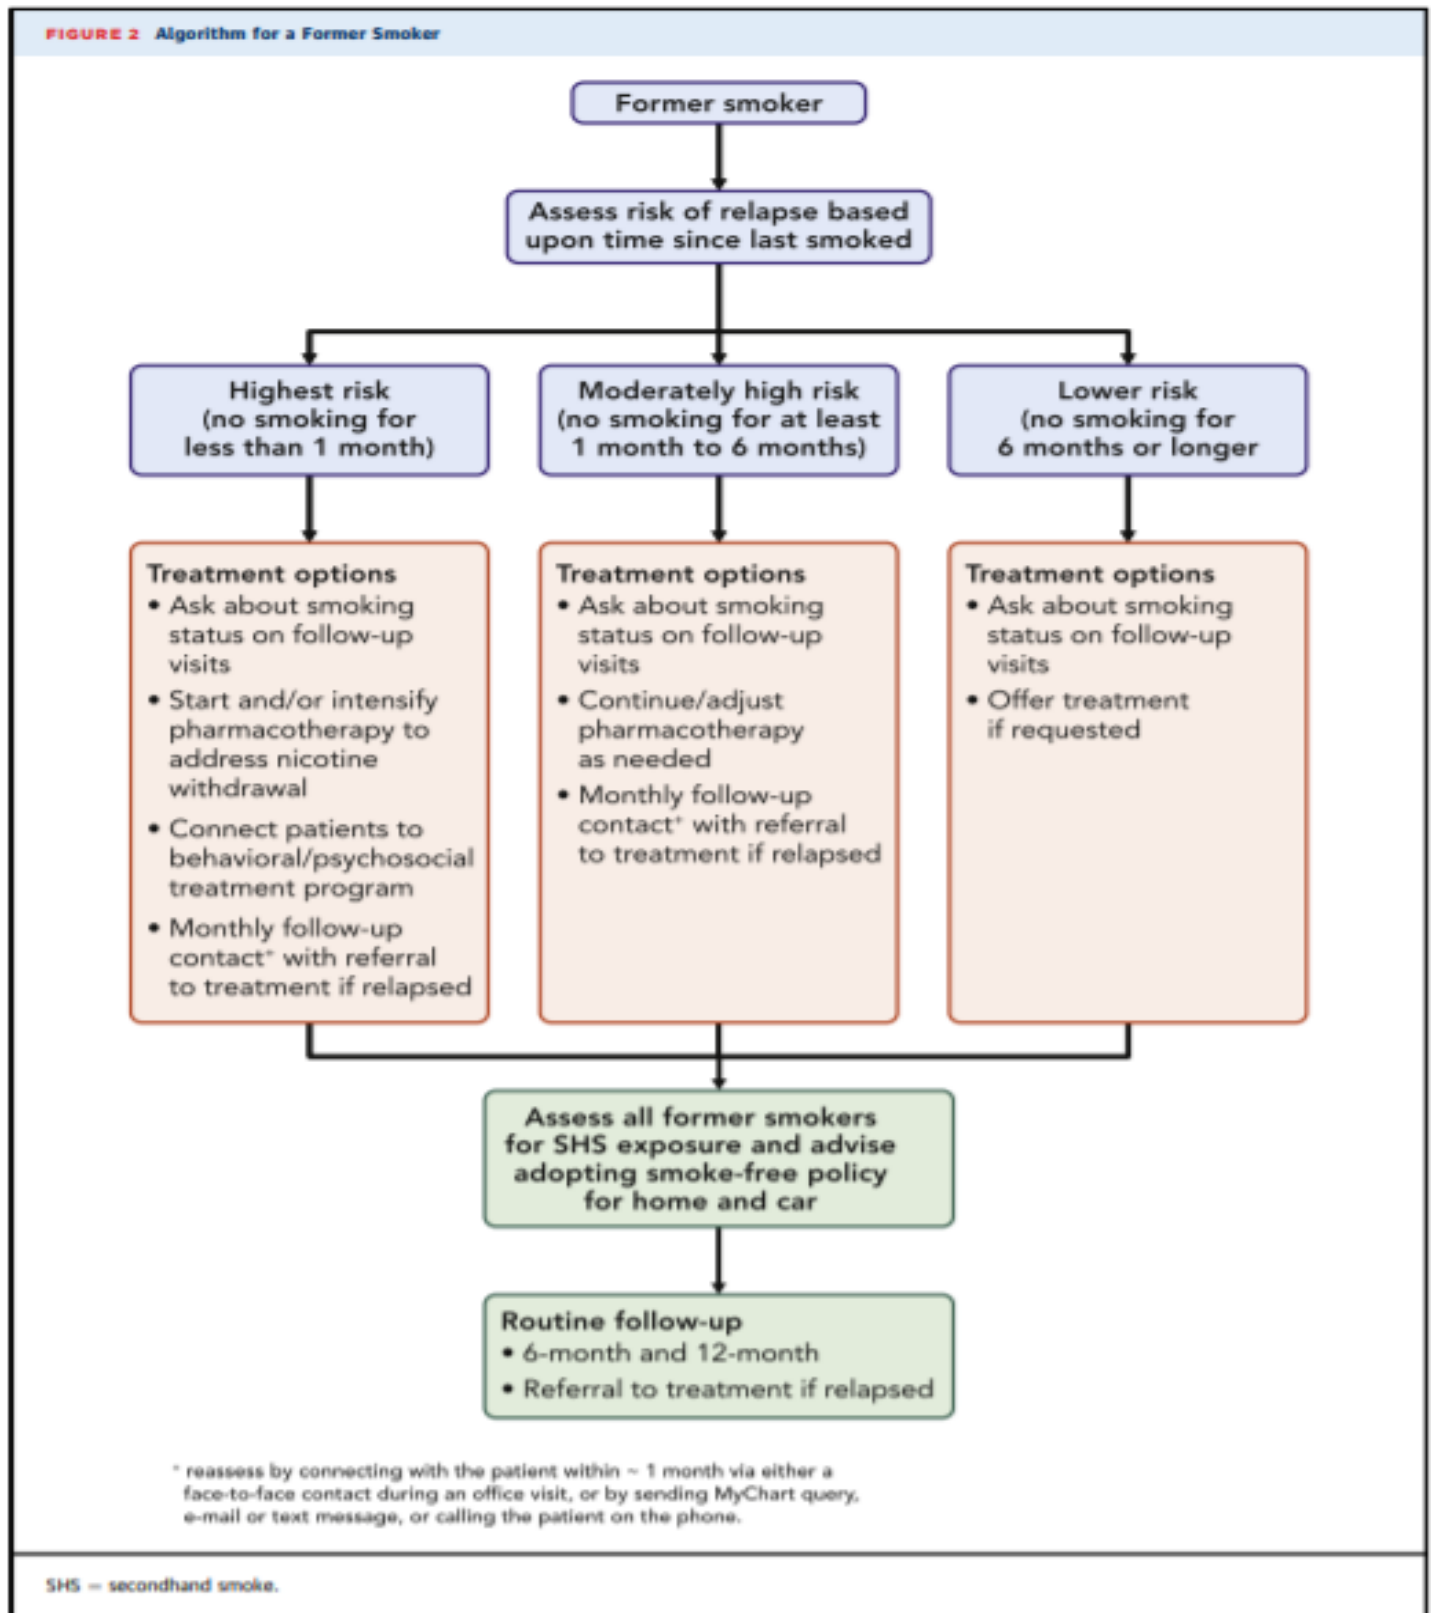 FIGURE 2 Algorithm for a Former Smoker
Former smoker
Assess risk of relapse based
upon time since last smoked
Highest risk
(no smoking for
less than 1 month)
Moderately high risk
(no smoking for at least
1 month to 6 months)
Lower risk
(no smoking for
6 months or longer
Treatment options
• Ask about smoking
status on follow-up
visits
• Start and/or intensify
pharmacotherapy to
address nicotine
withdrawal
• Connect patients to
behavioral/psychosocial
treatment program
• Monthly follow-up
contact⁺ with referral
to treatment if relapsed
Treatment options
• Ask about smoking
status on follow-up
visits
• Continue/adjust
pharmacotherapy
as needed
• Monthly follow-up
contact⁺ with referral
to treatment if relapsed
Treatment options
• Ask about smoking
status on follow-up
visits
• Offer treatment
if requested
Assess all former smokers
for SHS exposure and advise
adopting smoke-free policy
for home and car
Routine follow-up
• 6-month and 12-month
• Referral to treatment if relapsed
⁺ reassess by connecting with the patient within ~ 1 month via either a
face-to-face contact during an office visit, or by sending MyChart query,
e-mail or text message, or calling the patient on the phone.
SHS = secondhand smoke.